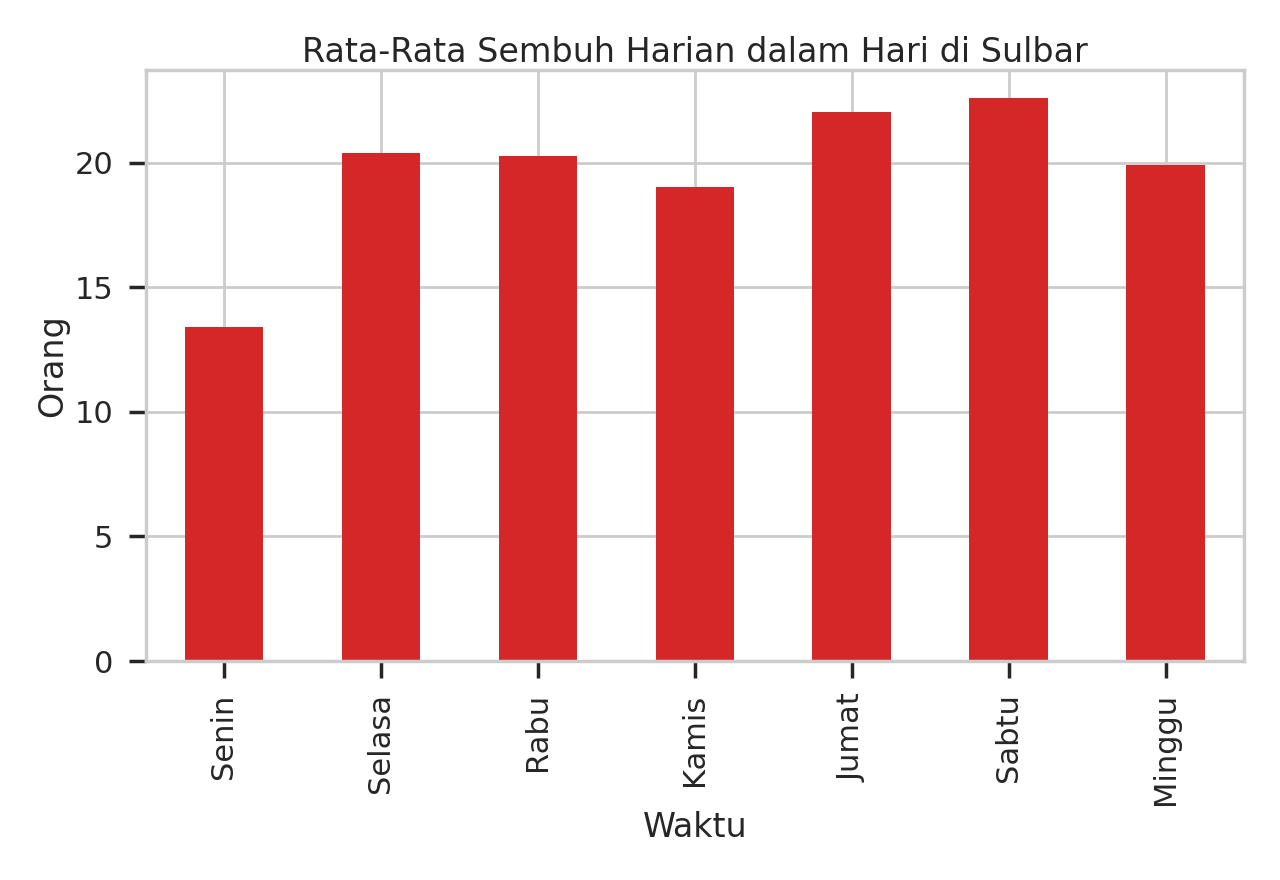 Rata-Rata Sembuh Harian dalam Hari di Sulbar
Orang
20
15
10
5
0
Senin
Selasa
Rabu
Kamis
Jumat
Sabtu
Minggu
Waktu